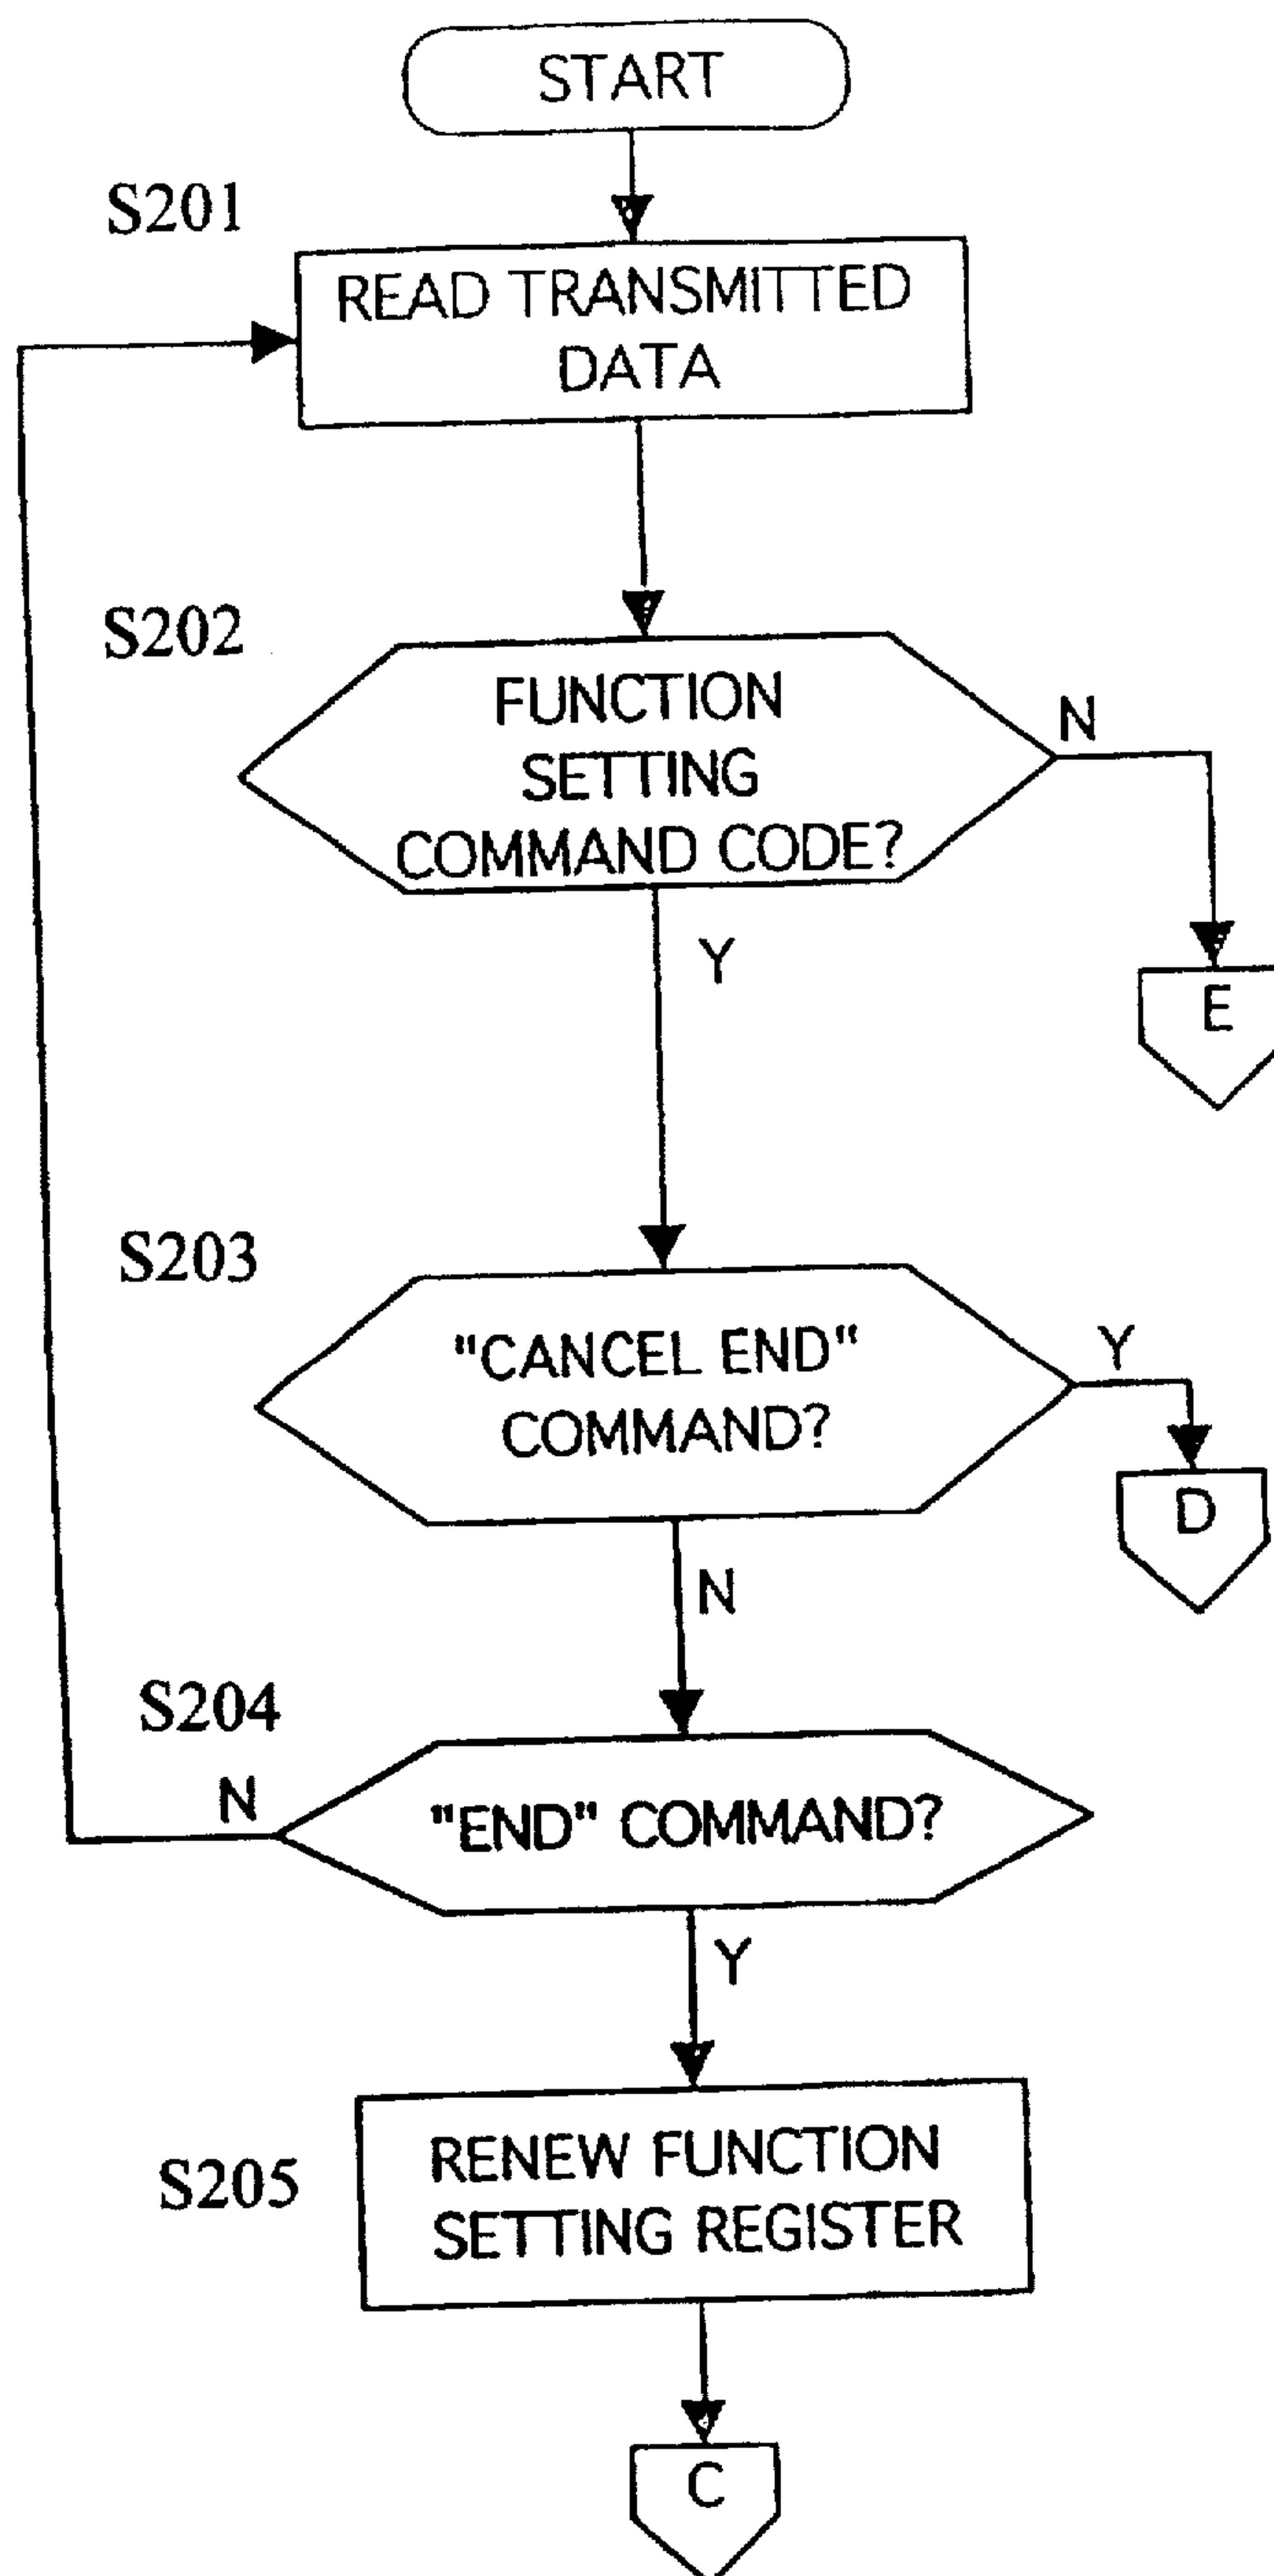 START
S201
READ TRANSMITTED
DATA
S202
FUNCTION
SETTING
COMMAND CODE?
N
Y
E
S203
"CANCEL END"
COMMAND?
Y
D
N
S204
N
"END" COMMAND?
Y
S205
RENEW FUNCTION
SETTING REGISTER
C